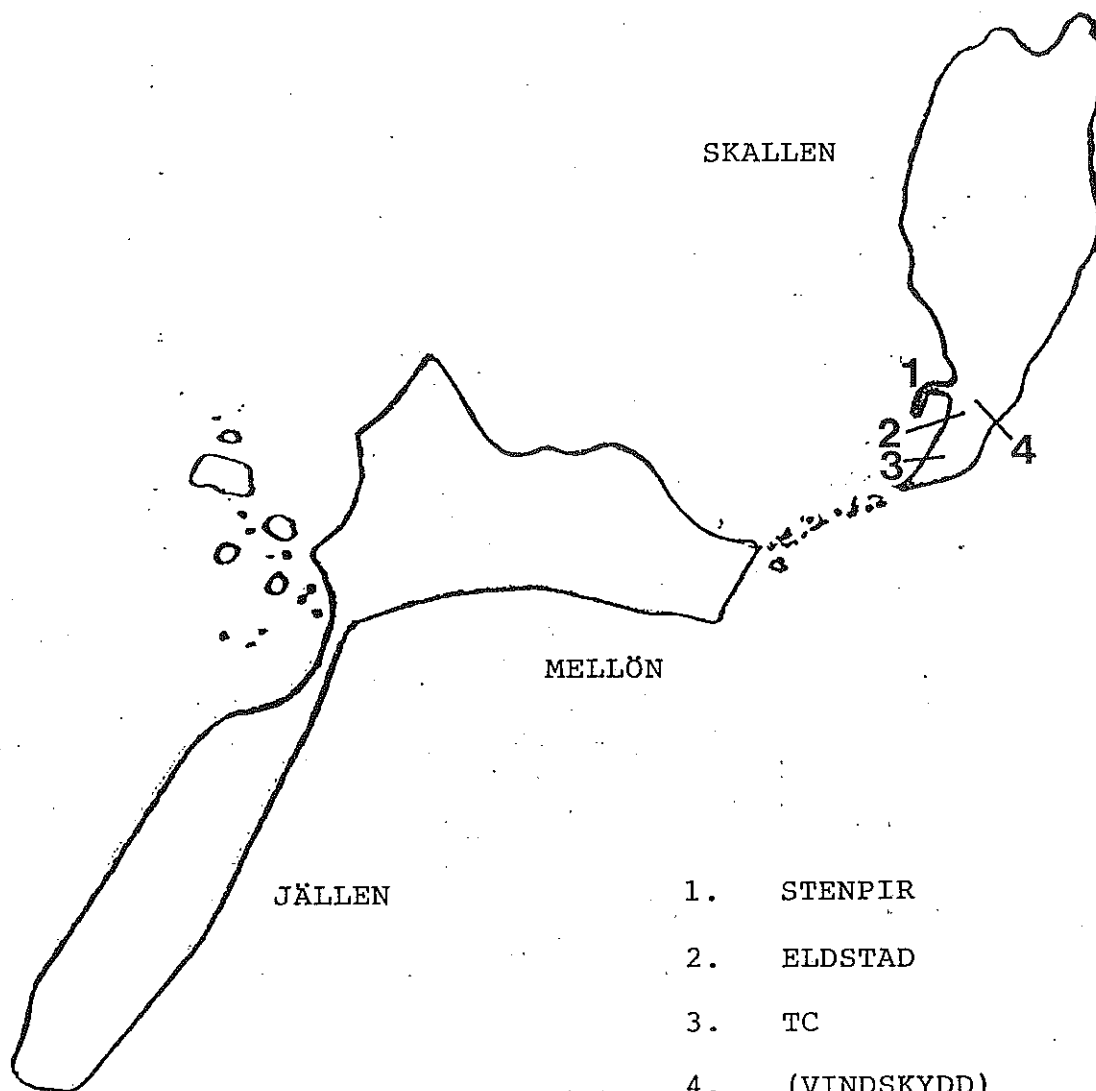 SKALLEN
1
2
3
4
MELLÖN
JÄLLEN
1. STENPIR
2. ELDSTAD
3. TC
4. (VINDSKYDD)